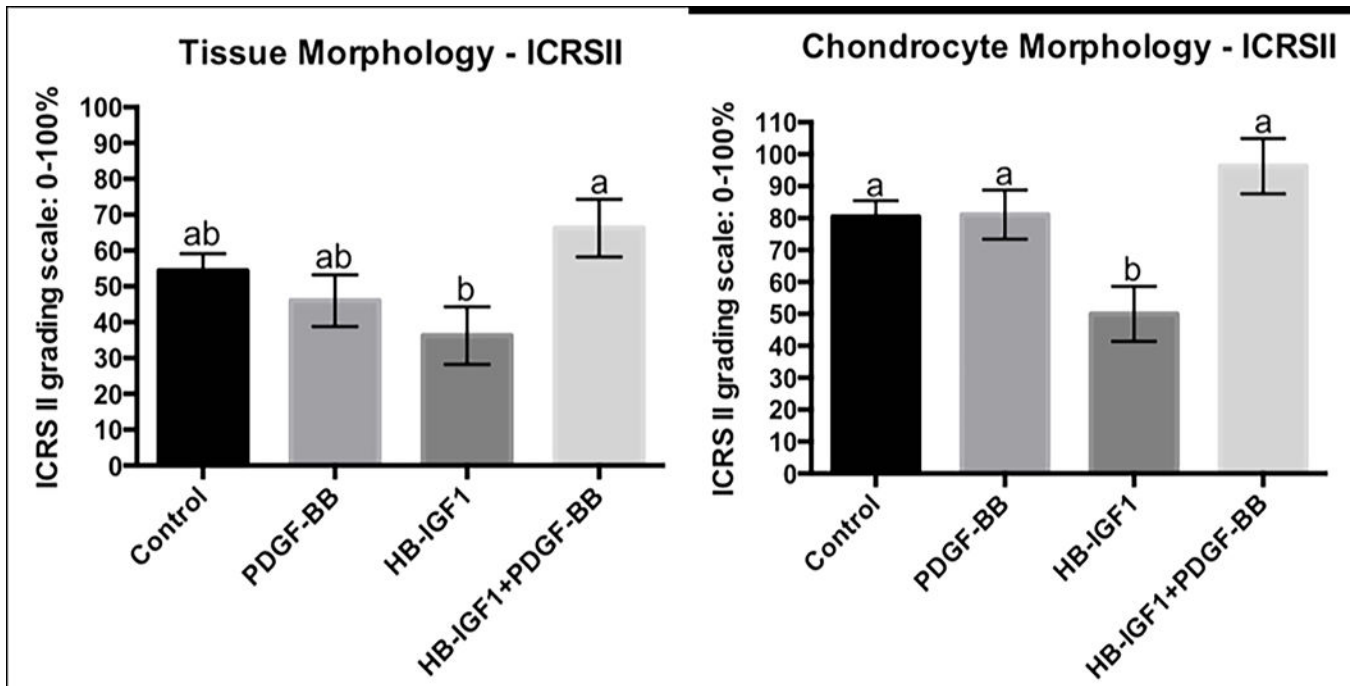 Tissue Morphology - ICRSII
ICRS II grading scale: 0-100%
100
90
80
70
60
50
40
30
20
10
0
ab
ab
b
a
Control
PDGF-BB
HB-IGF1
HB-IGF1+PDGF-BB
Chondrocyte Morphology - ICRSII
ICRS II grading scale: 0-100%
110
100
90
80
70
60
50
40
30
20
10
0
a
a
b
a
Control
PDGF-BB
HB-IGF1
HB-IGF1+PDGF-BB